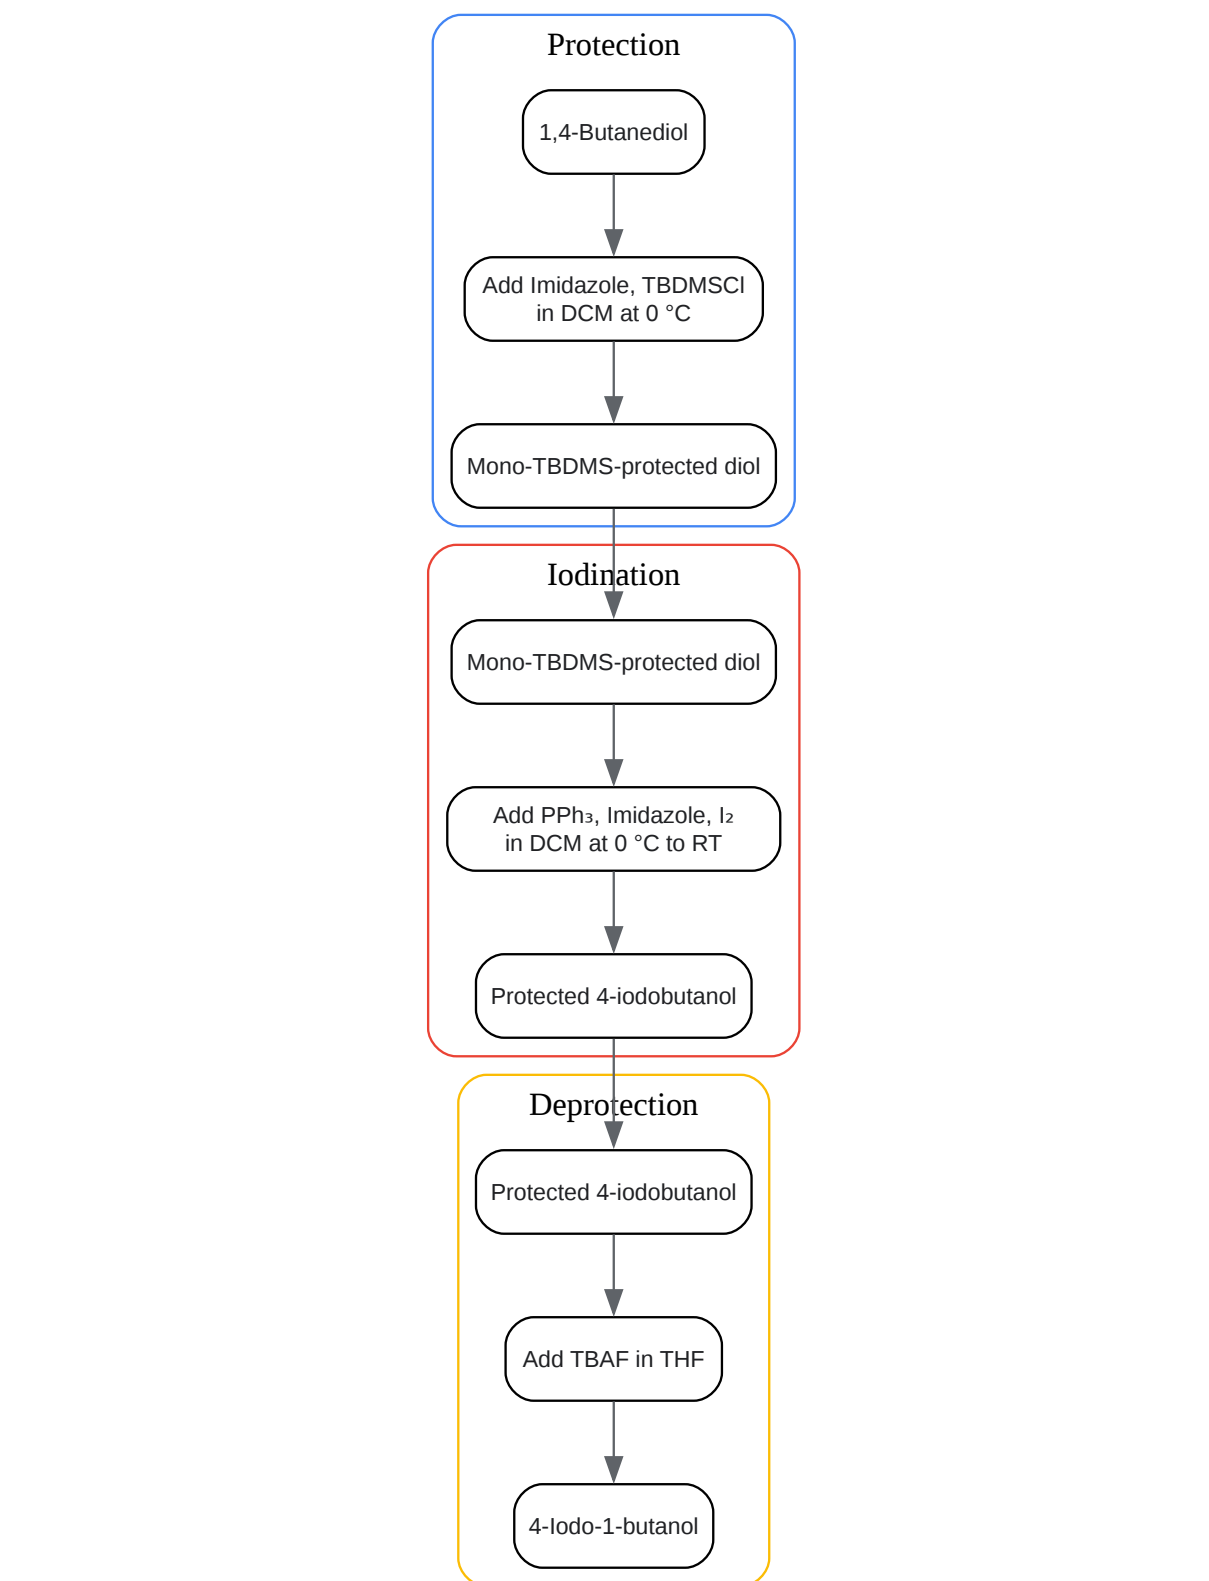 Protection
1,4-Butanediol
Add Imidazole, TBDMSCl
in DCM at 0 °C
Mono-TBDMS-protected diol
Iodination
Mono-TBDMS-protected diol
Add PPh₃, Imidazole, I₂
in DCM at 0 °C to RT
Protected 4-iodobutanol
Deprotection
Protected 4-iodobutanol
Add TBAF in THF
4-Iodo-1-butanol